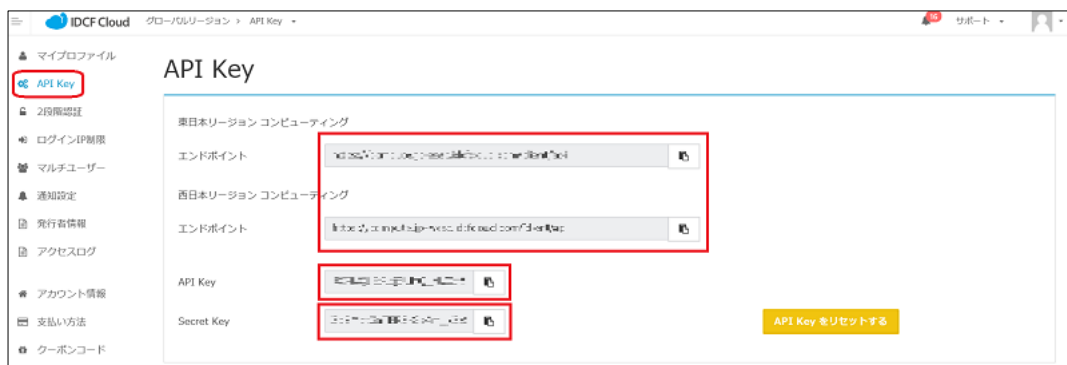 IDCF Cloud グローバルリージョン › API Key
16 サポート
マイプロファイル
API Key
2段階認証
ログインIP制限
マルチユーザー
通知設定
発行者情報
アクセスログ
アカウント情報
支払い方法
クーポンコード
API Key
東日本リージョン コンピューティング
エンドポイント
西日本リージョン コンピューティング
エンドポイント
API Key
Secret Key
API Key をリセットする